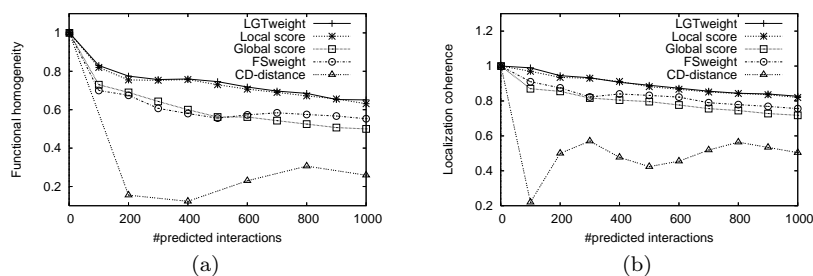 Functional homogeneity
1
0.8
0.6
0.4
0.2
0 200 400 600 800 1000
#predicted interactions
LGTweight
Local score
Global score
FSweight
CD-distance
(a)
Localization coherence
1.2
1
0.8
0.6
0.4
0.2
0 200 400 600 800 1000
#predicted interactions
LGTweight
Local score
Global score
FSweight
CD-distance
(b)